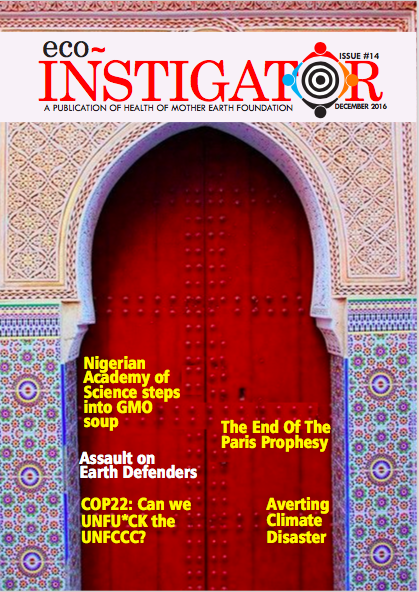 eco~
INSTIGATOR
ISSUE #14
A PUBLICATION OF HEALTH OF MOTHER EARTH FOUNDATION
DECEMBER 2016
Nigerian
Academy of
Science steps
into GMO
soup
The End Of The
Paris Prophesy
Assault on
Earth Defenders
COP22: Can we
UNFU*CK the
UNFCCC?
Averting
Climate
Disaster